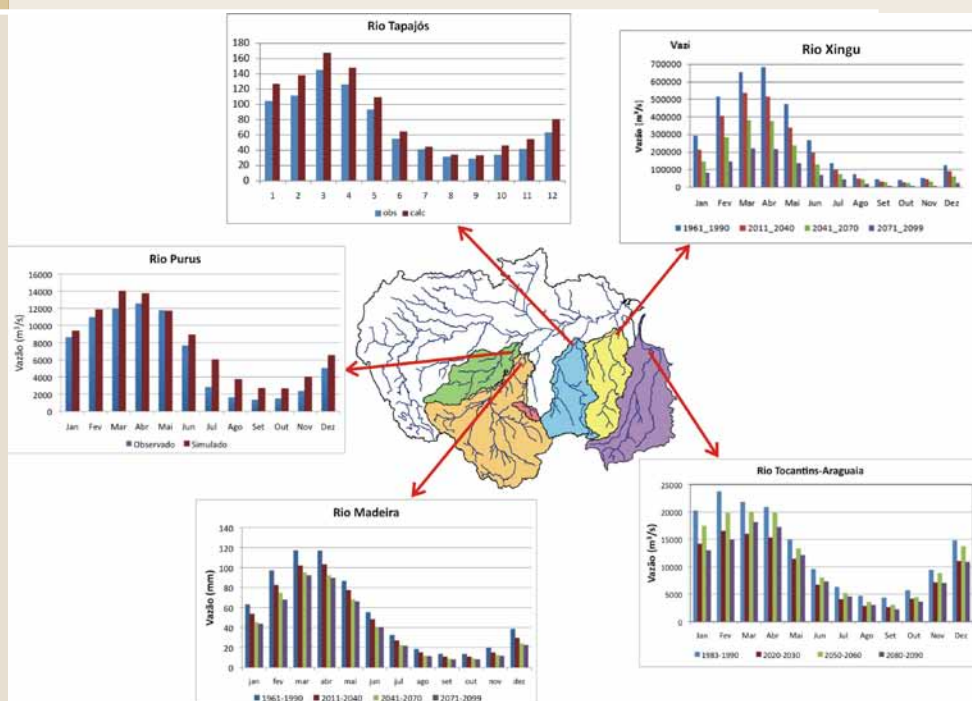 Rio Tapajós
180
160
140
120
100
80
60
40
20
0
1 2 3 4 5 6 7 8 9 10 11 12
obs calc
Vazi
Rio Xingu
Vazão (m³/s)
700000
600000
500000
400000
300000
200000
100000
0
Jan Fev Mar Abr Mai Jun Jul Ago Set Out Nov Dez
1961_1990 2011_2040 2041_2070 2071_2099
Rio Purus
Vazão (m³/s)
16000
14000
12000
10000
8000
6000
4000
2000
0
Jan Fev Mar Abr Mai Jun Jul Ago Set Out Nov Dez
Observado Simulado
Rio Madeira
Vazão (mm)
140
120
100
80
60
40
20
0
jan fev mar abr mai jun jul ago set out nov dez
1961-1990 2011-2040 2041-2070 2071-2099
Rio Tocantins-Araguaia
Vazão (m³/s)
25000
20000
15000
10000
5000
0
Jan Fev Mar Abr Mai Jun Jul Ago Set Out Nov Dez
1983-1990 2020-2030 2050-2060 2080-2090